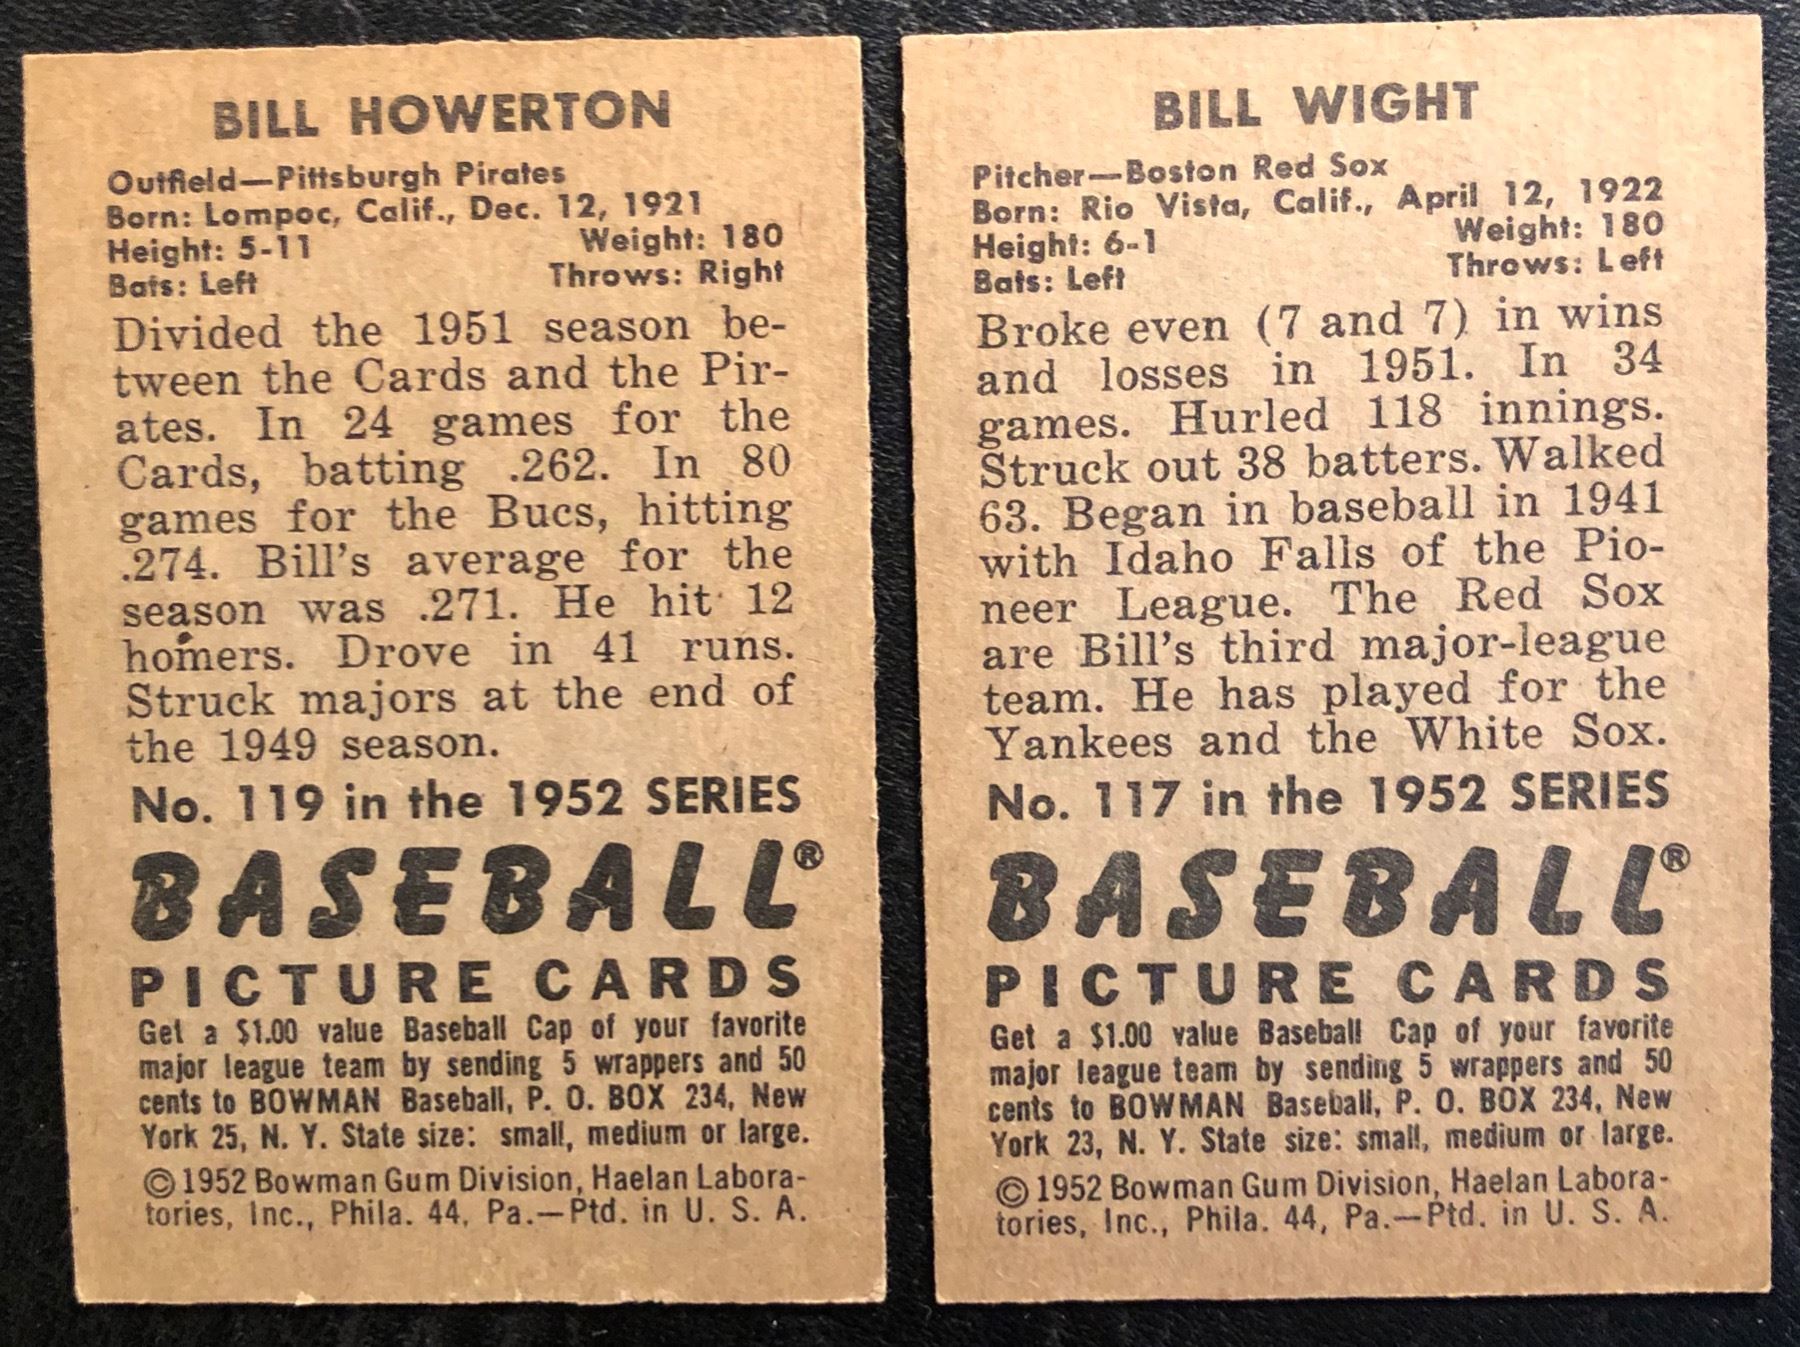 BILL HOWERTON
Outfield—Pittsburgh Pirates
Born: Lompoc, Calif., Dec. 12, 1921
Height: 5-11 Weight: 180
Bats: Left Throws: Right
Divided the 1951 season be-
tween the Cards and the Pir-
ates. In 24 games for the
Cards, batting .262. In 80
games for the Bucs, hitting
.274. Bill's average for the
season was .271. He hit 12
homers. Drove in 41 runs.
Struck majors at the end of
the 1949 season.
No. 119 in the 1952 SERIES
BASEBALL®
PICTURE CARDS
Get a $1.00 value Baseball Cap of your favorite
major league team by sending 5 wrappers and 50
cents to BOWMAN Baseball, P. O. BOX 234, New
York 25, N. Y. State size: small, medium or large.
©1952 Bowman Gum Division, Haelan Labora-
tories, Inc., Phila. 44, Pa.—Ptd. in U. S. A.
BILL WIGHT
Pitcher—Boston Red Sox
Born: Rio Vista, Calif., April 12, 1922
Height: 6-1 Weight: 180
Bats: Left Throws: Left
Broke even (7 and 7) in wins
and losses in 1951. In 34
games. Hurled 118 innings.
Struck out 38 batters. Walked
63. Began in baseball in 1941
with Idaho Falls of the Pio-
neer League. The Red Sox
are Bill's third major-league
team. He has played for the
Yankees and the White Sox.
No. 117 in the 1952 SERIES
BASEBALL®
PICTURE CARDS
Get a $1.00 value Baseball Cap of your favorite
major league team by sending 5 wrappers and 50
cents to BOWMAN Baseball, P. O. BOX 234, New
York 23, N. Y. State size: small, medium or large.
©1952 Bowman Gum Division, Haelan Labora-
tories, Inc., Phila. 44, Pa.—Ptd. in U. S. A.